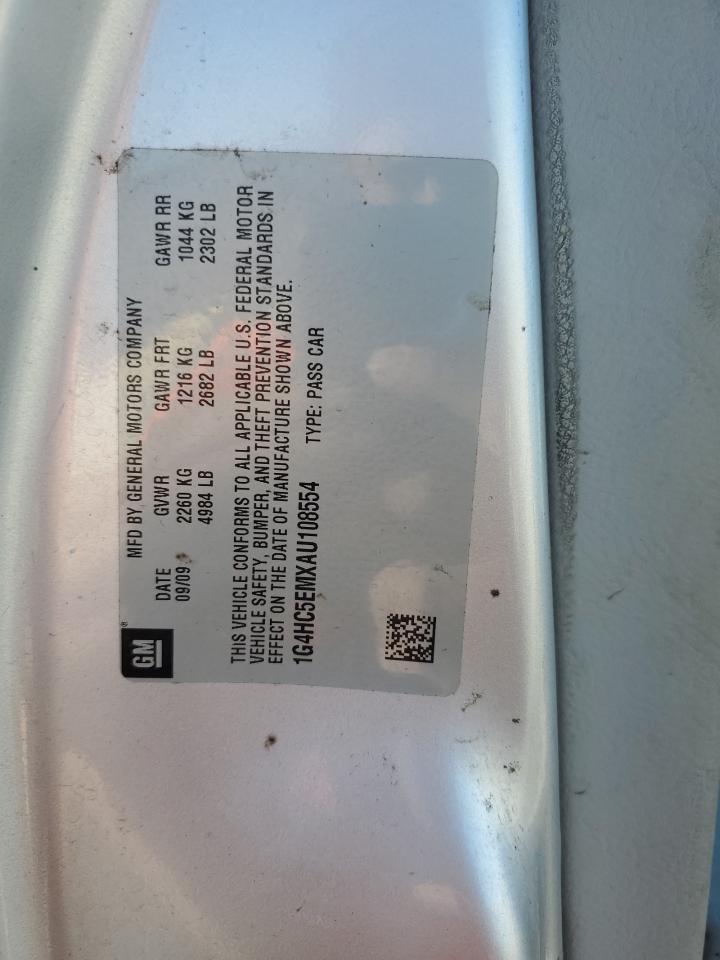 GM
MFD BY GENERAL MOTORS COMPANY
DATE GVWR GAWR FRT GAWR RR
09/09 2260 KG 1216 KG 1044 KG
4984 LB 2682 LB 2302 LB
THIS VEHICLE CONFORMS TO ALL APPLICABLE U.S. FEDERAL MOTOR
VEHICLE SAFETY, BUMPER, AND THEFT PREVENTION STANDARDS IN
EFFECT ON THE DATE OF MANUFACTURE SHOWN ABOVE.
1G4HC5EMXAU108554 TYPE: PASS CAR